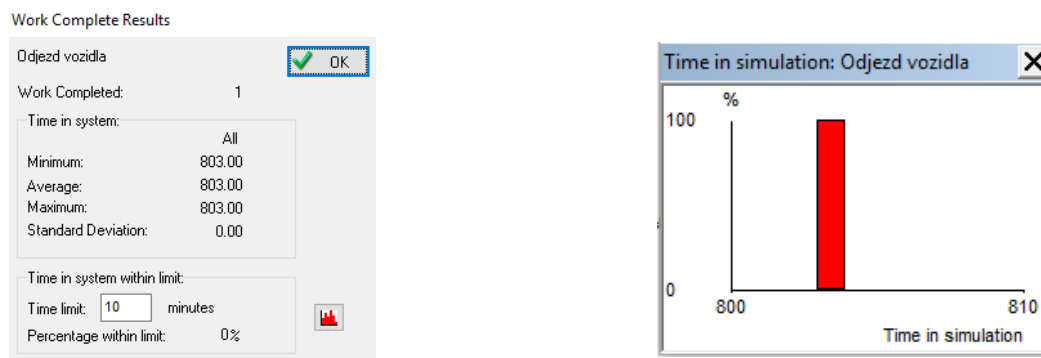 Work Complete Results
Odjezd vozidla
OK
Work Completed: 1
Time in system:
All
Minimum: 803.00
Average: 803.00
Maximum: 803.00
Standard Deviation: 0.00
Time in system within limit:
Time limit: 10 minutes
Percentage within limit: 0%
Time in simulation: Odjezd vozidla
%
100
0
800 810
Time in simulation